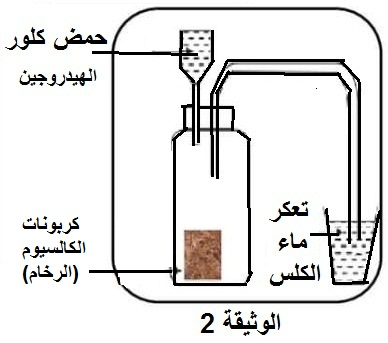 حمض كلور
الهيدروجين
تعكر
ماء
الكلس
كربونات
الكالسيوم
(الرخام)
الوثيقة 2